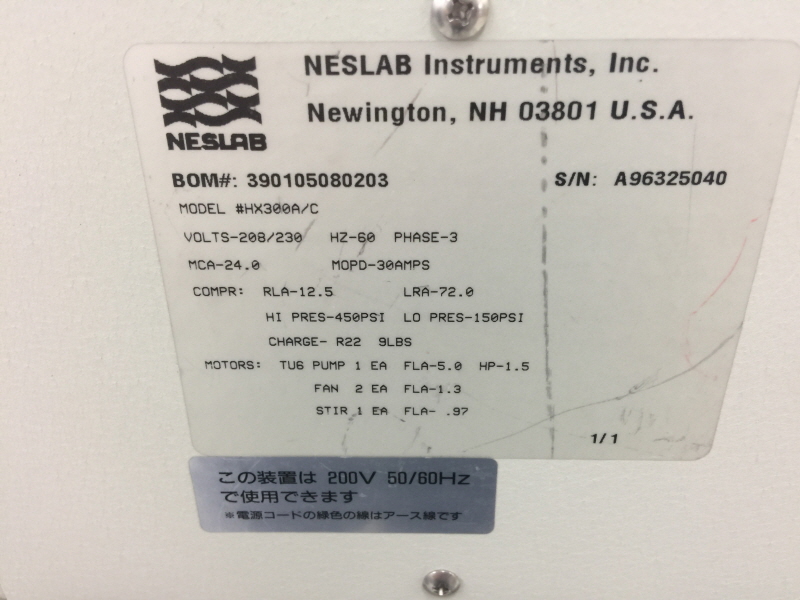 NESLAB Instruments, Inc.
Newington, NH 03801 U.S.A.
NESLAB
BOM#: 390105080203 S/N: A96325040
MODEL #HX300A/C
VOLTS-208/230 HZ-60 PHASE-3
MCA-24.0 MOPD-30AMPS
COMPR: RLA-12.5 LRA-72.0
HI PRES-450PSI LO PRES-150PSI
CHARGE- R22 9LBS
MOTORS: TU6 PUMP 1 EA FLA-5.0 HP-1.5
FAN 2 EA FLA-1.3
STIR 1 EA FLA- .97
1/1
この装置は 200V 50/60Hz
で使用できます
※電源コードの緑色の線はアース線です